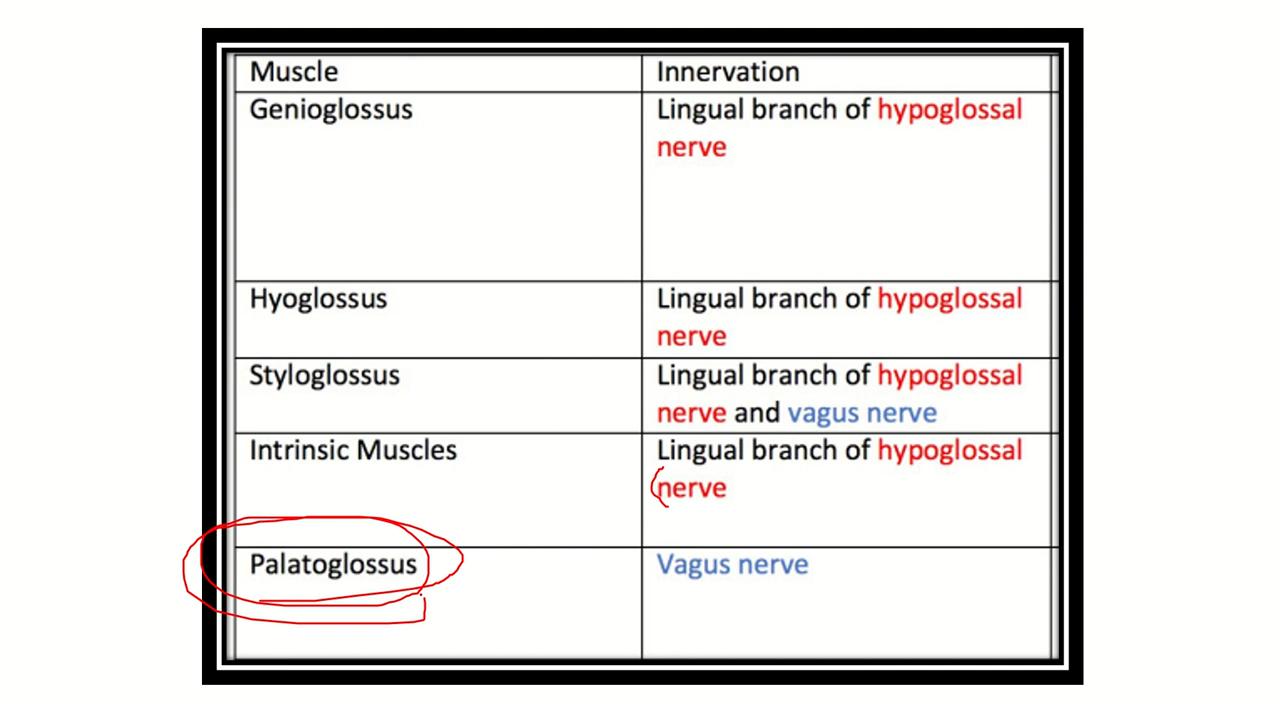 Muscle
Innervation
Genioglossus
Lingual branch of hypoglossal
nerve
Hyoglossus
Lingual branch of hypoglossal
nerve
Styloglossus
Lingual branch of hypoglossal
nerve and vagus nerve
Intrinsic Muscles
Lingual branch of hypoglossal
nerve
Palatoglossus
Vagus nerve